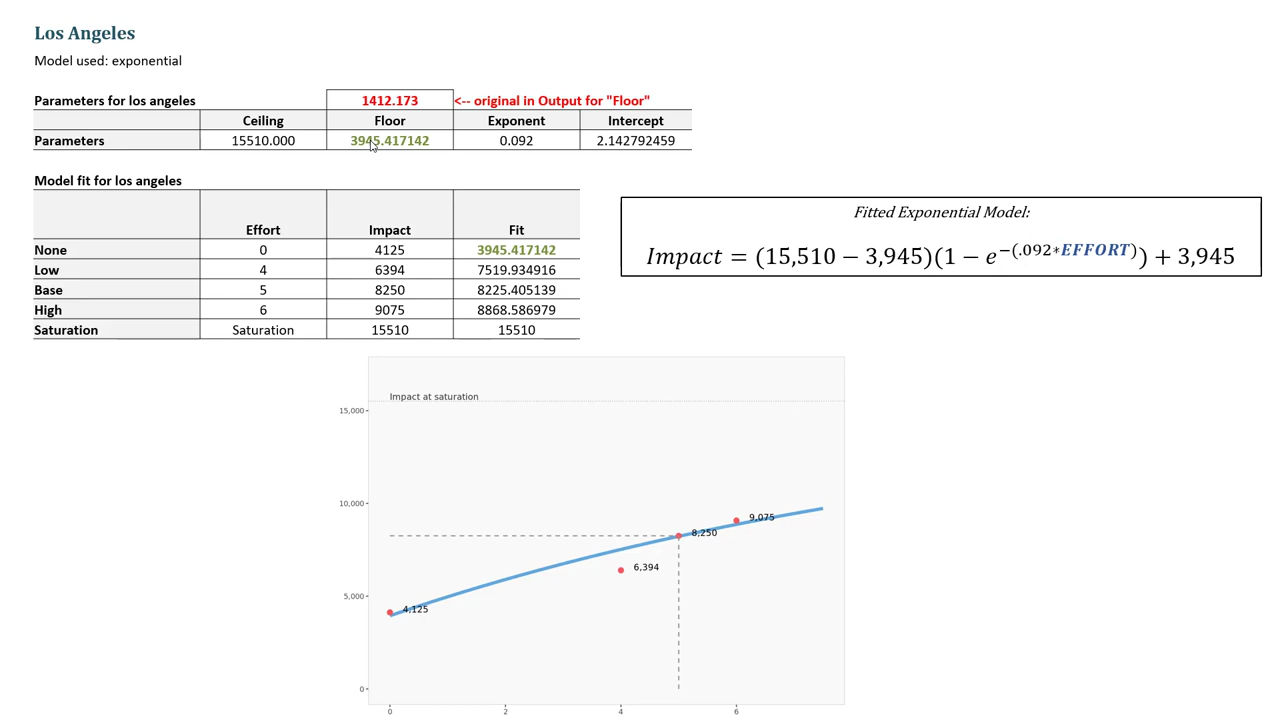 Los Angeles
Model used: exponential
Parameters for los angeles 1412.173 <-- original in Output for "Floor"
Ceiling Floor Exponent Intercept
Parameters 15510.000 3945.417142 0.092 2.142792459
Model fit for los angeles
Effort Impact Fit
None 0 4125 3945.417142
Low 4 6394 7519.934916
Base 5 8250 8225.405139
High 6 9075 8868.586979
Saturation Saturation 15510 15510
Fitted Exponential Model:
Impact = (15,510 − 3,945)(1 − e^−(.092*EFFORT)) + 3,945
Impact at saturation
15,000
10,000
9,075
8,250
6,394
5,000
4,125
0
0 2 4 6